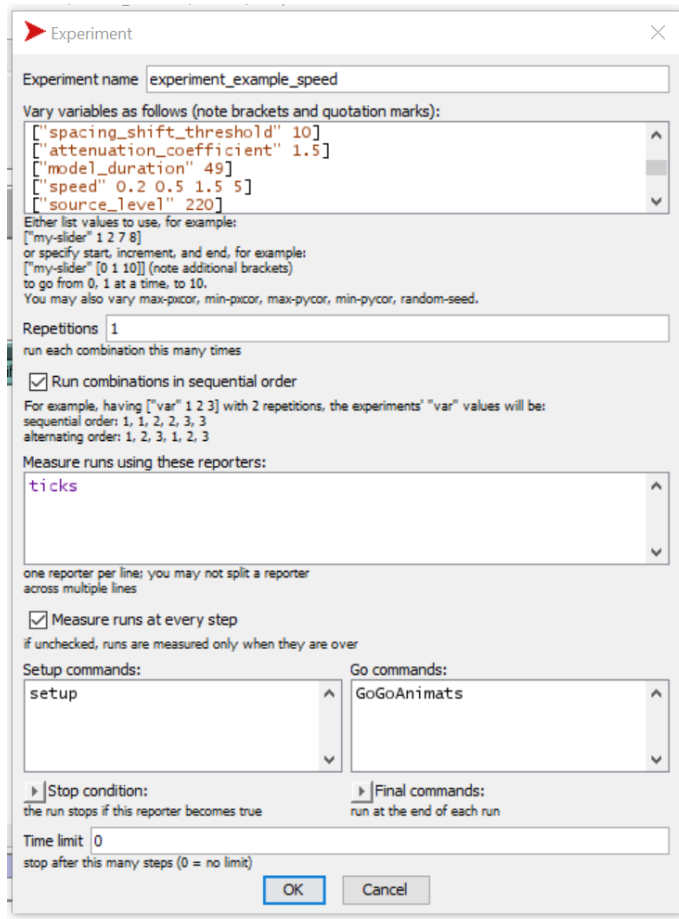 Experiment
Experiment name experiment_example_speed
Vary variables as follows (note brackets and quotation marks):
["spacing_shift_threshold" 10]
["attenuation_coefficient" 1.5]
["model_duration" 49]
["speed" 0.2 0.5 1.5 5]
["source_level" 220]
Either list values to use, for example:
["my-slider" 1 2 7 8]
or specify start, increment, and end, for example:
["my-slider" [0 1 10]] (note additional brackets)
to go from 0, 1 at a time, to 10.
You may also vary max-pxcor, min-pxcor, max-pycor, min-pycor, random-seed.
Repetitions 1
run each combination this many times
Run combinations in sequential order
For example, having ["var" 1 2 3] with 2 repetitions, the experiments' "var" values will be:
sequential order: 1, 1, 2, 2, 3, 3
alternating order: 1, 2, 3, 1, 2, 3
Measure runs using these reporters:
ticks
one reporter per line; you may not split a reporter
across multiple lines
Measure runs at every step
if unchecked, runs are measured only when they are over
Setup commands: Go commands:
setup GoGoAnimats
Stop condition: Final commands:
the run stops if this reporter becomes true run at the end of each run
Time limit 0
stop after this many steps (0 = no limit)
OK Cancel